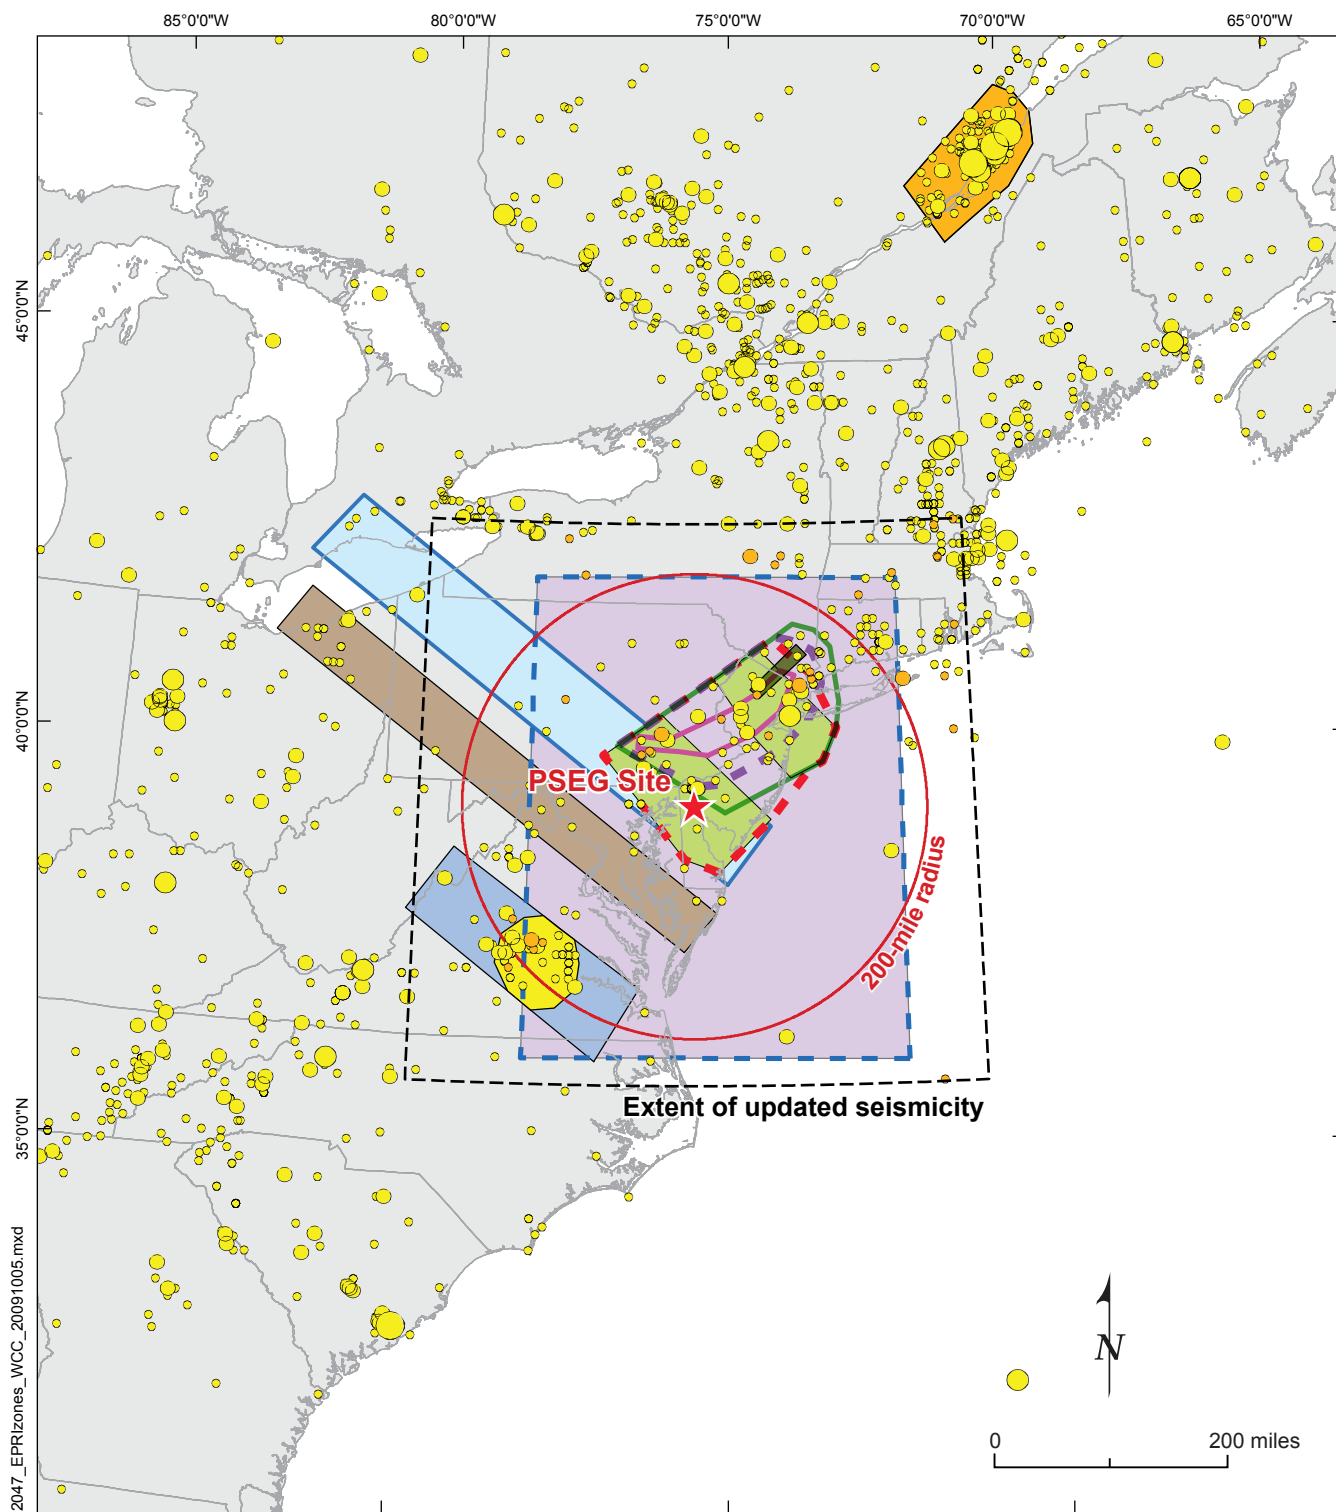 85°0'0"W 80°0'0"W 75°0'0"W 70°0'0"W 65°0'0"W
45°0'0"N
40°0'0"N
PSEG Site
200-mile radius
Extent of updated seismicity
35°0'0"N
2047_EPRIzones_WCC_20091005.mxd
N
0 200 miles